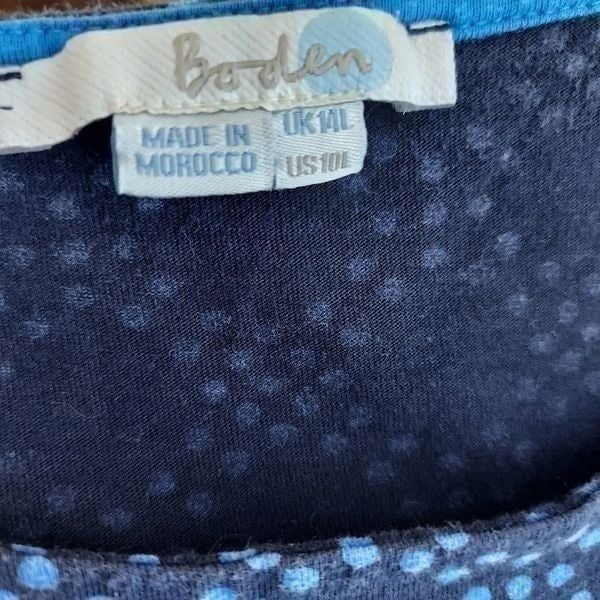 Boden
MADE IN
MOROCCO
UK14L
US10L